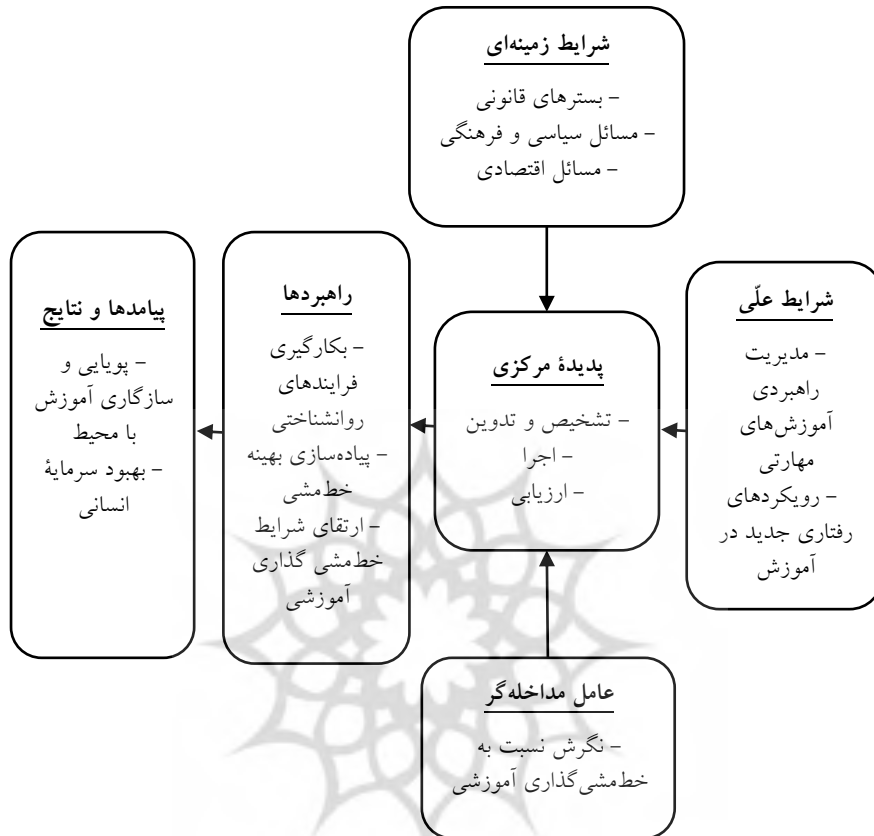 شرایط زمینه‌ای
- بسترهای قانونی
- مسائل سیاسی و فرهنگی
- مسائل اقتصادی
شرایط علّی
- مدیریت
راهبردی
آموزش‌های
مهارتی
- رویکردهای
رفتاری جدید در
آموزش
پدیدۀ مرکزی
- تشخیص و تدوین
- اجرا
- ارزیابی
راهبردها
- بکارگیری
فرایندهای
روانشناختی
- پیاده‌سازی بهینه
خط‌مشی
- ارتقای شرایط
خط‌مشی گذاری
آموزشی
پیامدها و نتایج
- پویایی و
سازگاری آموزش
با محیط
- بهبود سرمایۀ
انسانی
عامل مداخله‌گر
- نگرش نسبت به
خط‌مشی‌گذاری آموزشی